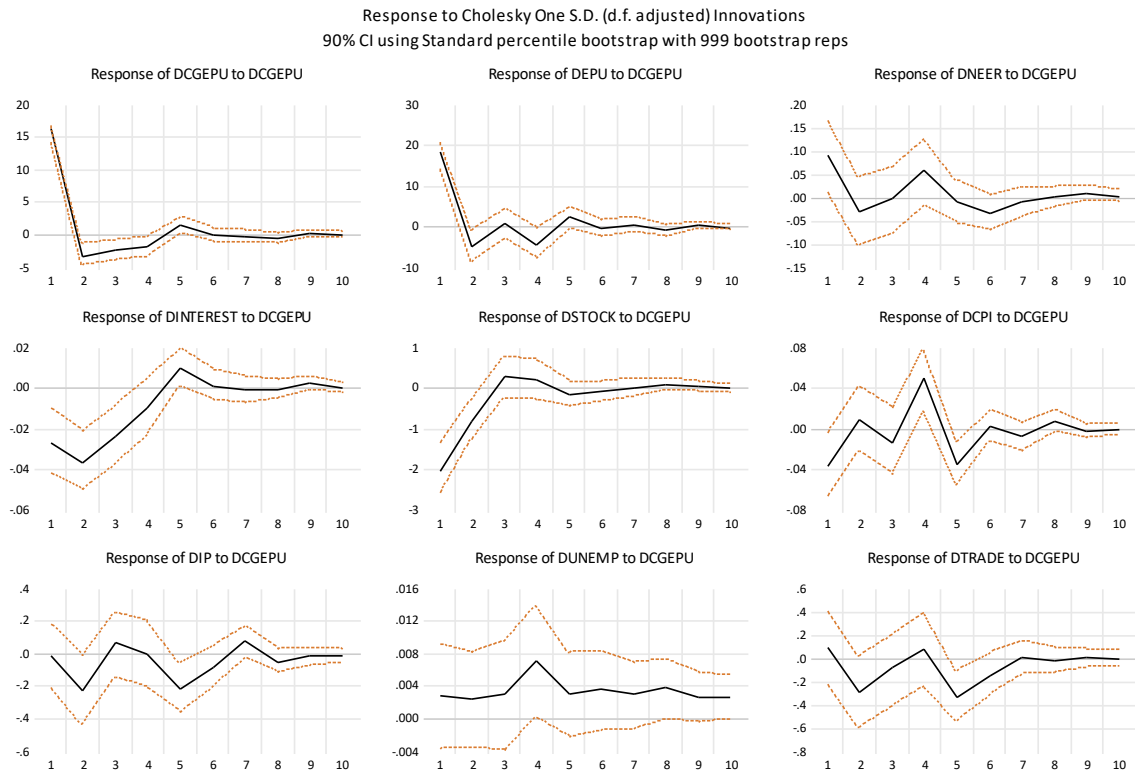 Response to Cholesky One S.D. (d.f. adjusted) Innovations
90% CI using Standard percentile bootstrap with 999 bootstrap reps
Response of DCGEPU to DCGEPU
20
15
10
5
0
-5
1 2 3 4 5 6 7 8 9 10
Response of DEPU to DCGEPU
30
20
10
0
-10
1 2 3 4 5 6 7 8 9 10
Response of DNEER to DCGEPU
.20
.15
.10
.05
.00
-.05
-.10
-.15
1 2 3 4 5 6 7 8 9 10
Response of DINTEREST to DCGEPU
.02
.00
-.02
-.04
-.06
1 2 3 4 5 6 7 8 9 10
Response of DSTOCK to DCGEPU
1
0
-1
-2
-3
1 2 3 4 5 6 7 8 9 10
Response of DCPI to DCGEPU
.08
.04
.00
-.04
-.08
1 2 3 4 5 6 7 8 9 10
Response of DIP to DCGEPU
.4
.2
.0
-.2
-.4
-.6
1 2 3 4 5 6 7 8 9 10
Response of DUNEMP to DCGEPU
.016
.012
.008
.004
.000
-.004
1 2 3 4 5 6 7 8 9 10
Response of DTRADE to DCGEPU
.6
.4
.2
.0
-.2
-.4
-.6
-.8
1 2 3 4 5 6 7 8 9 10